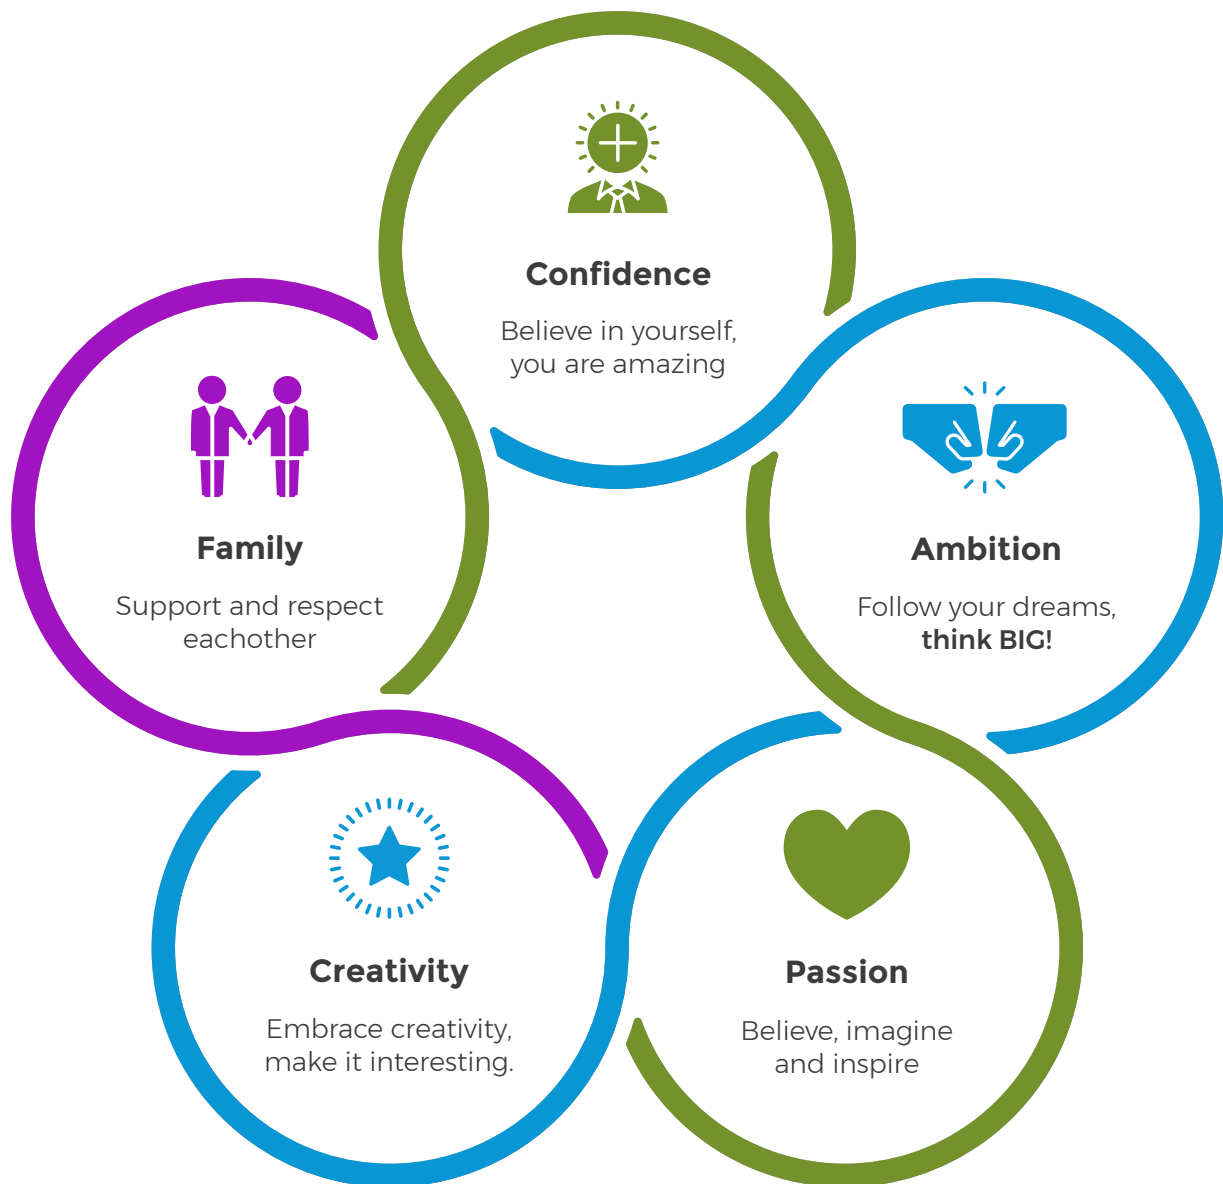 Confidence
Believe in yourself,
you are amazing
Family
Support and respect
eachother
Ambition
Follow your dreams,
think BIG!
Creativity
Embrace creativity,
make it interesting.
Passion
Believe, imagine
and inspire